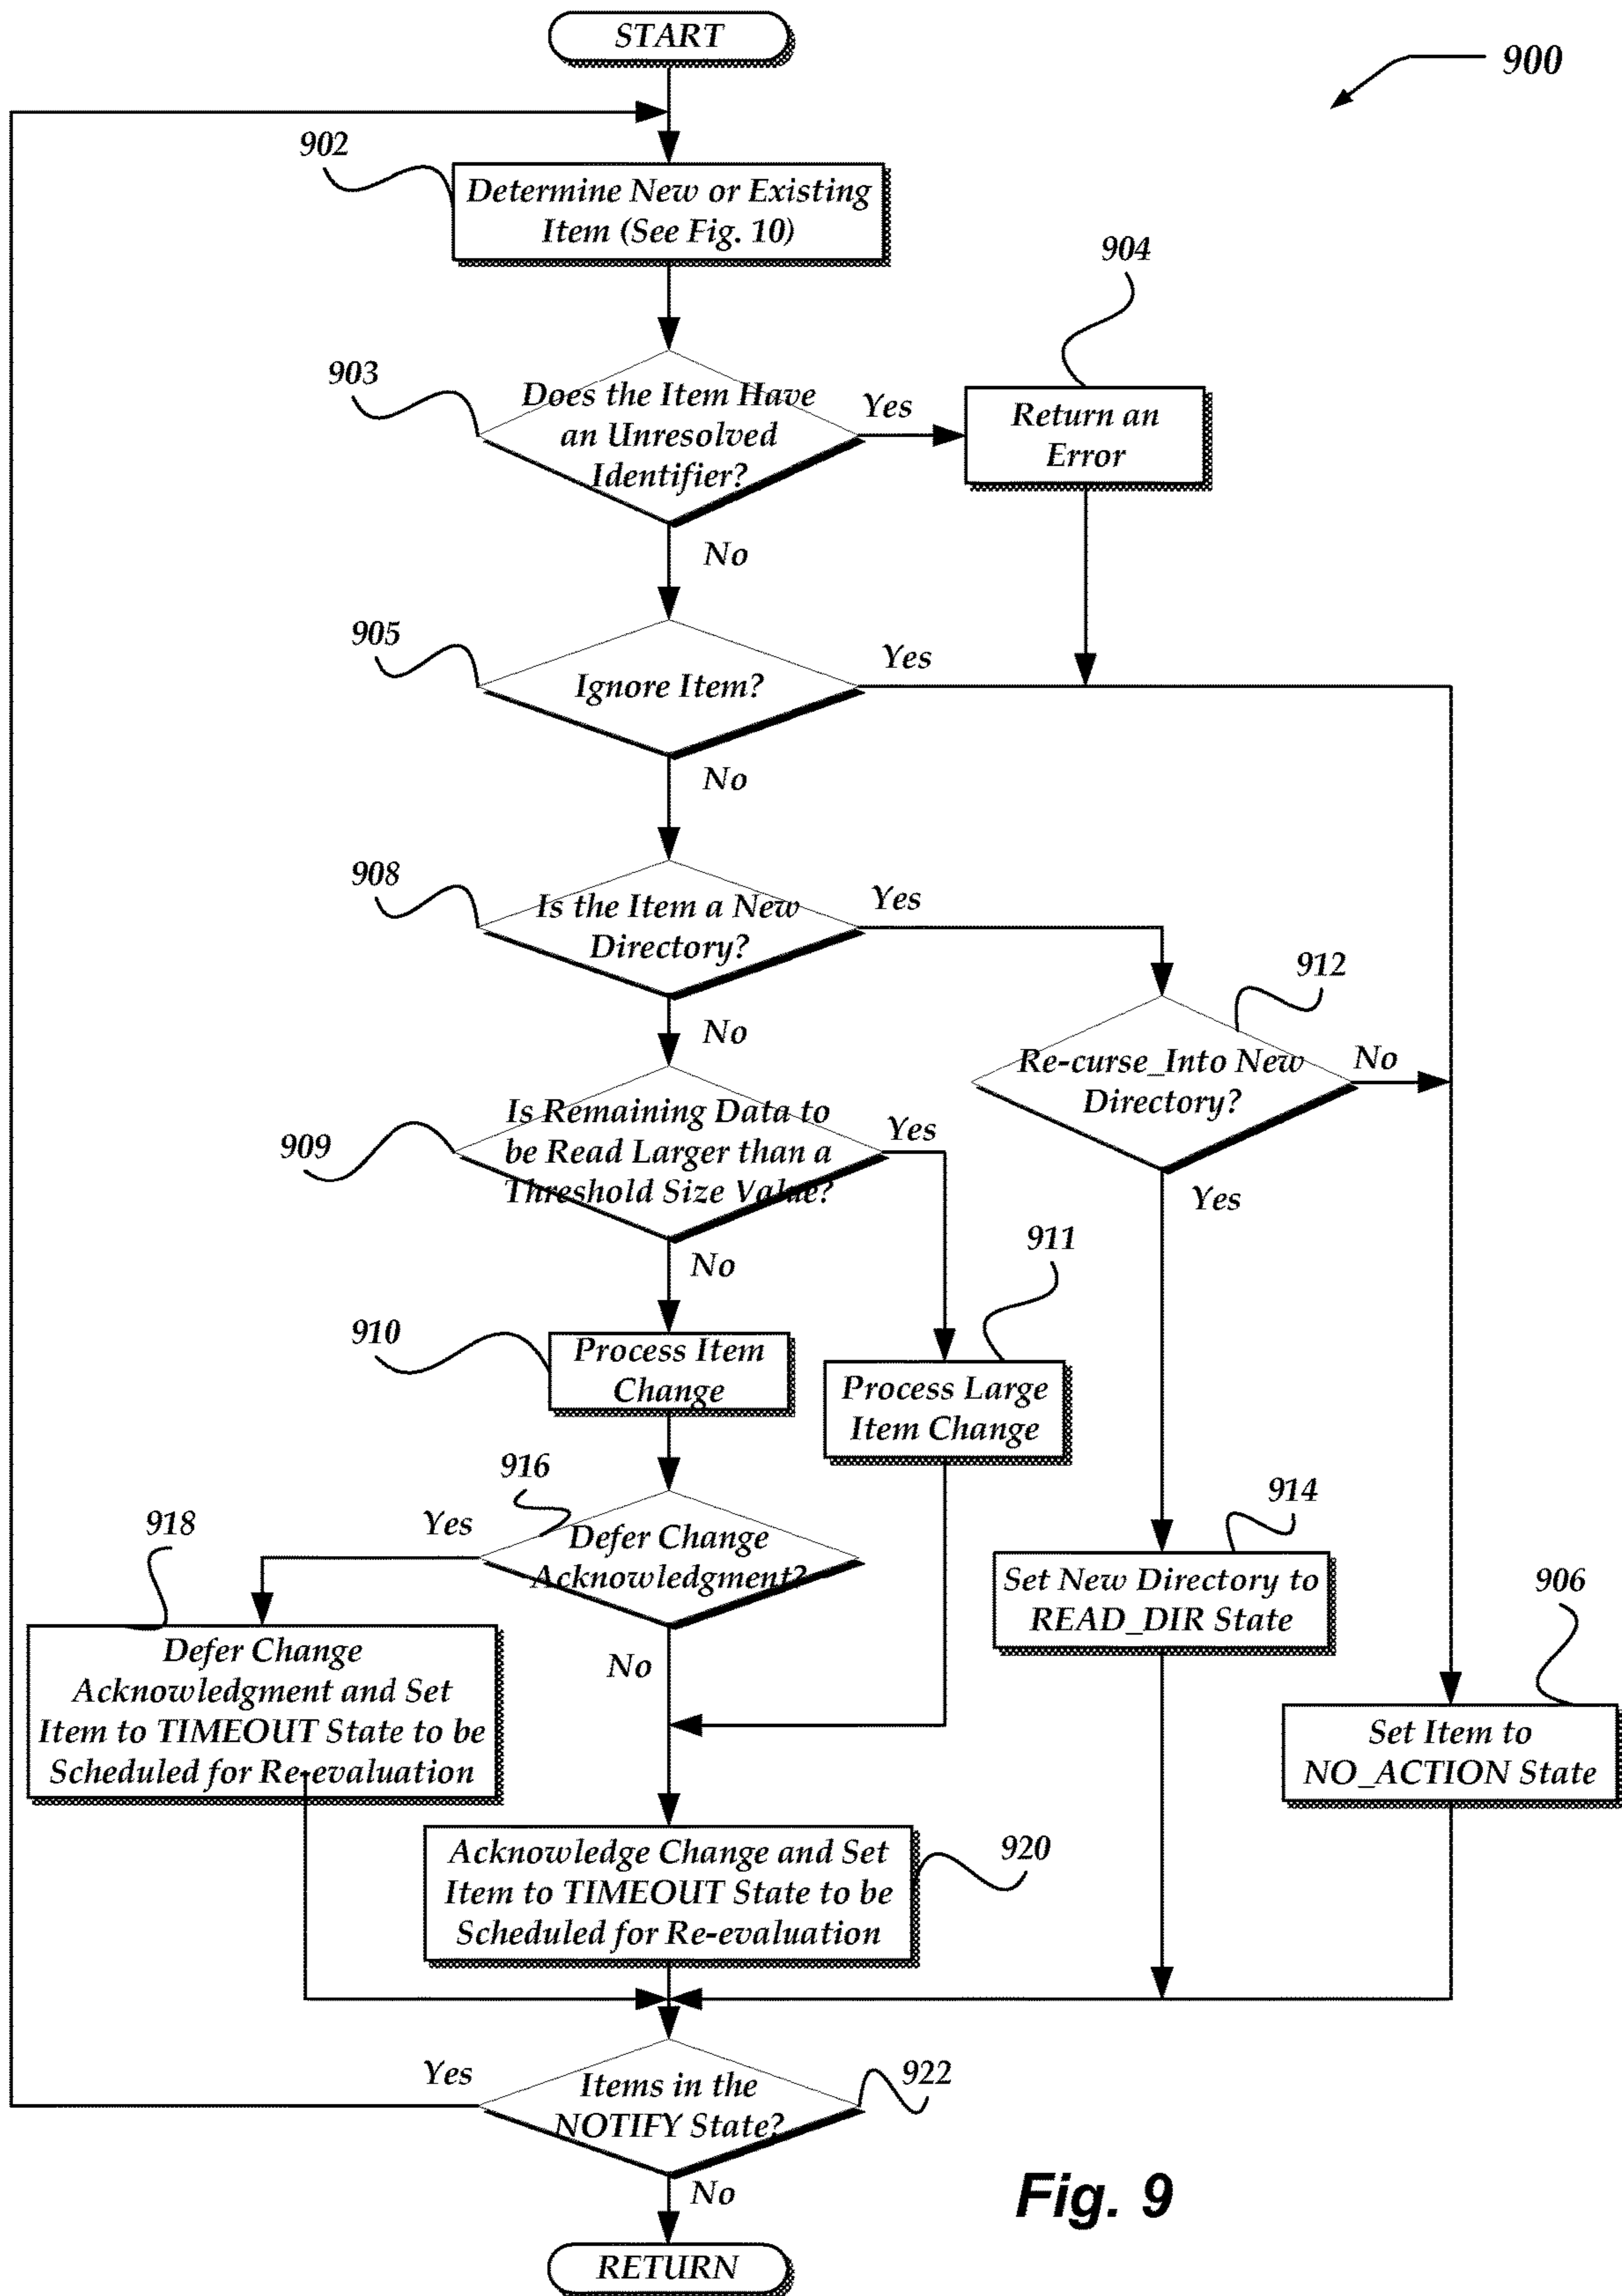 START
900
902
Determine New or Existing
Item (See Fig. 10)
904
903
Does the Item Have
an Unresolved
Identifier?
Yes
Return an
Error
No
905
Ignore Item?
Yes
No
908
Is the Item a New
Directory?
Yes
912
No
Re-curse_Into New
Directory?
No
909
Is Remaining Data to
be Read Larger than a
Threshold Size Value?
Yes
Yes
911
No
910
Process Item
Change
Process Large
Item Change
916
914
918
Yes
Defer Change
Acknowledgment?
Set New Directory to
READ_DIR State
906
No
Defer Change
Acknowledgment and Set
Item to TIMEOUT State to be
Scheduled for Re-evaluation
Set Item to
NO_ACTION State
Acknowledge Change and Set
Item to TIMEOUT State to be
Scheduled for Re-evaluation
920
Yes
Items in the
NOTIFY State?
922
No
Fig. 9
RETURN